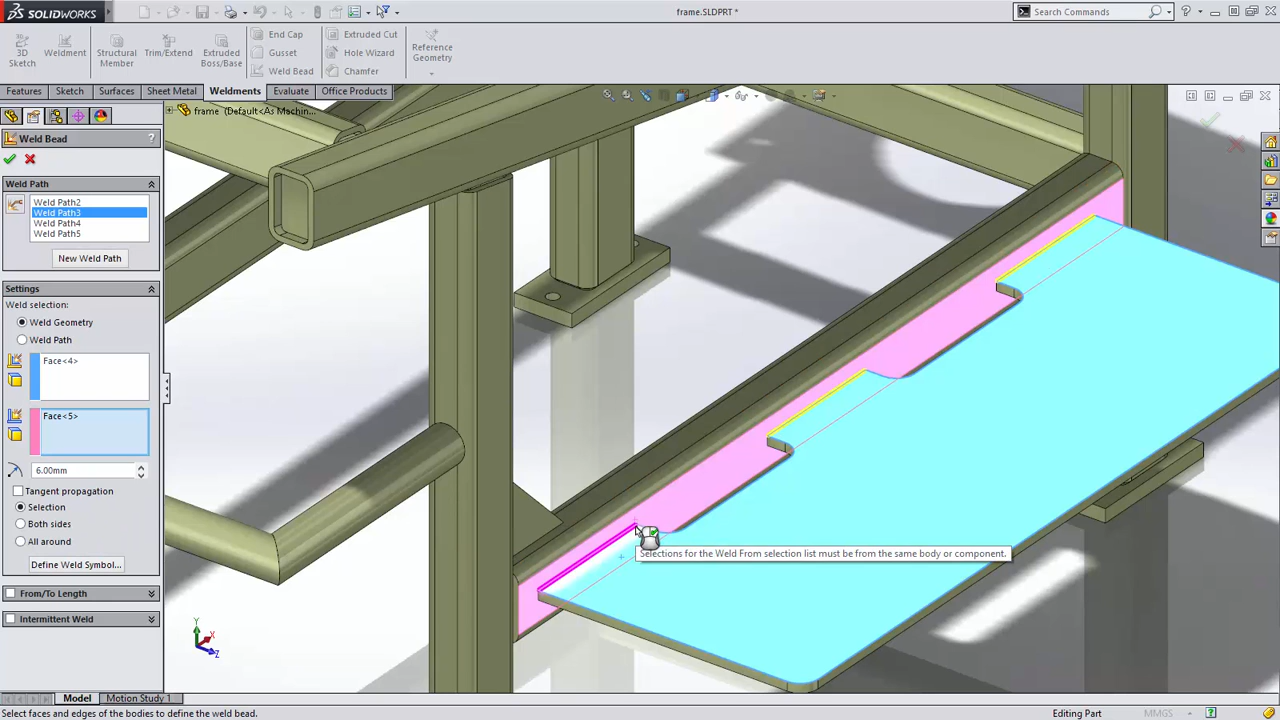 SOLIDWORKS
frame.SLDPRT *
Search Commands
3D Sketch
Weldment
Structural Member
Trim/Extend
Extruded Boss/Base
End Cap
Gusset
Weld Bead
Extruded Cut
Hole Wizard
Chamfer
Reference Geometry
Features
Sketch
Surfaces
Sheet Metal
Weldments
Evaluate
Office Products
frame (Default<As Machin...
Weld Bead
?
Weld Path
Weld Path2
Weld Path3
Weld Path4
Weld Path5
New Weld Path
Settings
Weld selection:
Weld Geometry
Weld Path
Face<4>
Face<5>
6.00mm
Tangent propagation
Selection
Both sides
All around
Define Weld Symbol...
From/To Length
Intermittent Weld
Selections for the Weld From selection list must be from the same body or component.
Y
X
Z
Model
Motion Study 1
Select faces and edges of the bodies to define the weld bead.
Editing Part
MMGS